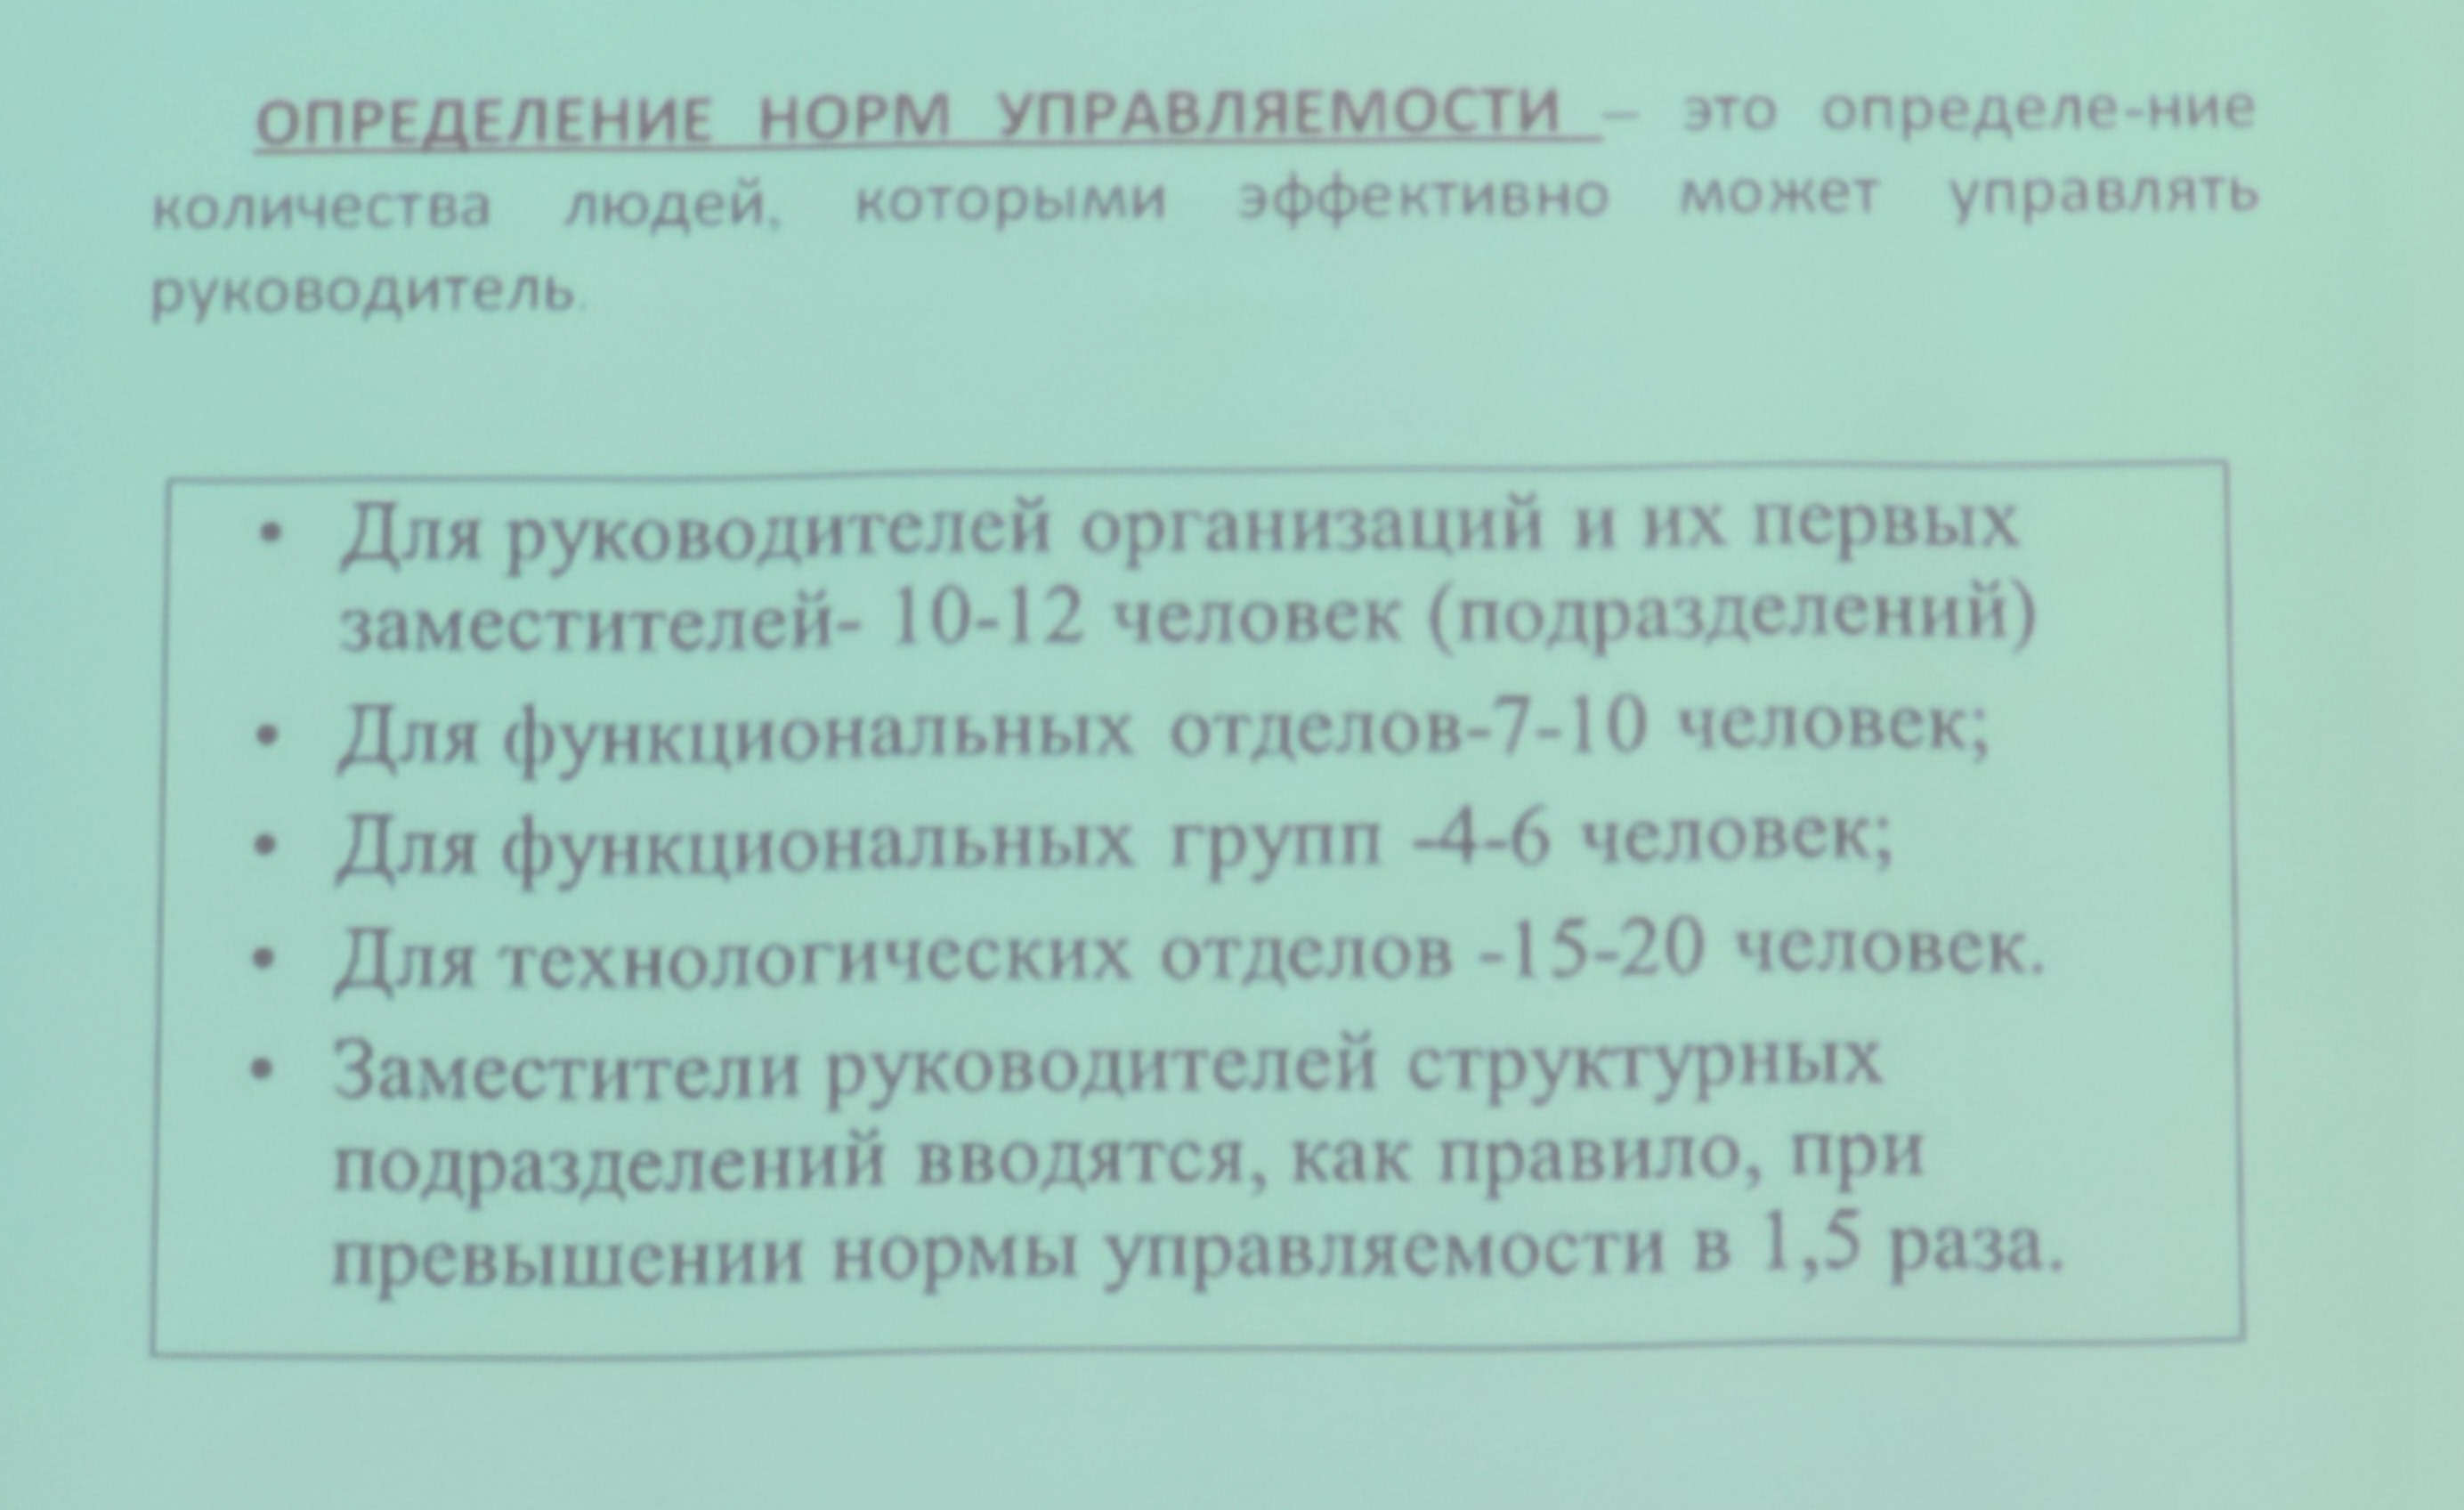 ОПРЕДЕЛЕНИЕ НОРМ УПРАВЛЯЕМОСТИ – это определе-ние
количества людей, которыми эффективно может управлять
руководитель.
• Для руководителей организаций и их первых
заместителей- 10-12 человек (подразделений)
• Для функциональных отделов-7-10 человек;
• Для функциональных групп -4-6 человек;
• Для технологических отделов -15-20 человек.
• Заместители руководителей структурных
подразделений вводятся, как правило, при
превышении нормы управляемости в 1,5 раза.